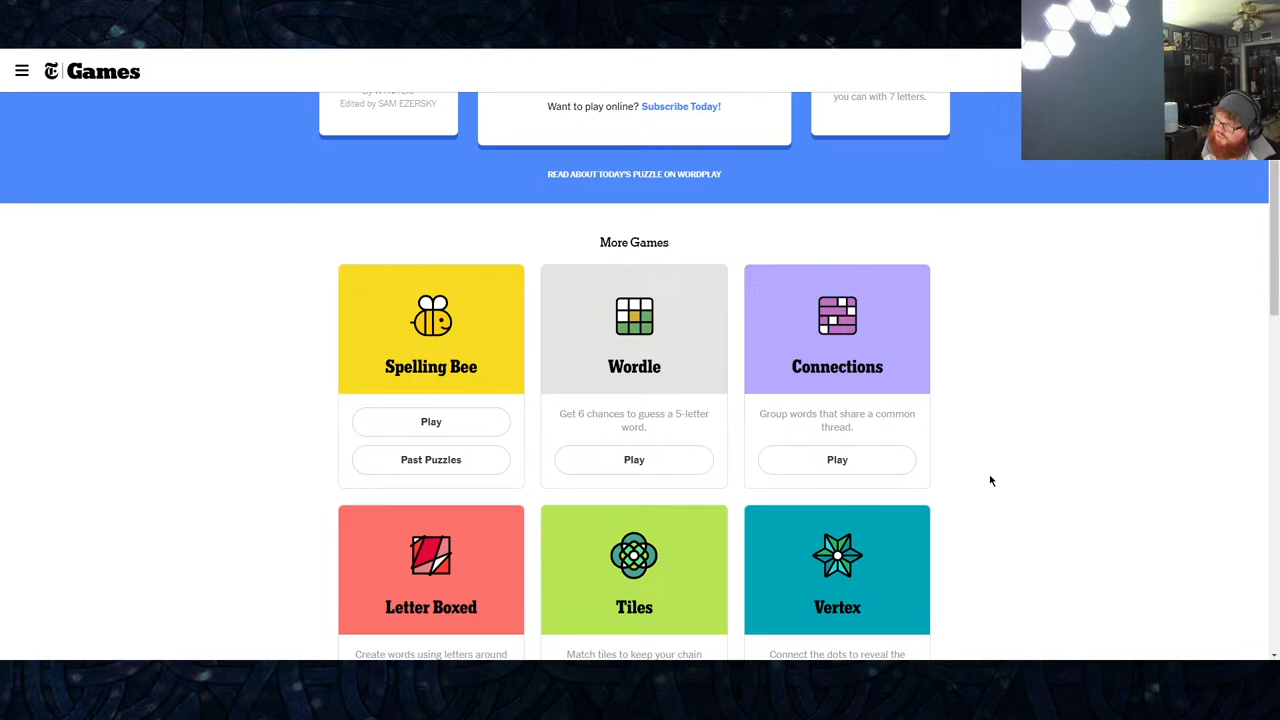 Games
Edited by SAM EZERSKY
Want to play online? Subscribe Today!
you can with 7 letters.
READ ABOUT TODAY'S PUZZLE ON WORDPLAY
More Games
Spelling Bee
Play
Past Puzzles
Wordle
Get 6 chances to guess a 5-letter
word.
Play
Connections
Group words that share a common
thread.
Play
Letter Boxed
Create words using letters around
Tiles
Match tiles to keep your chain
Vertex
Connect the dots to reveal the